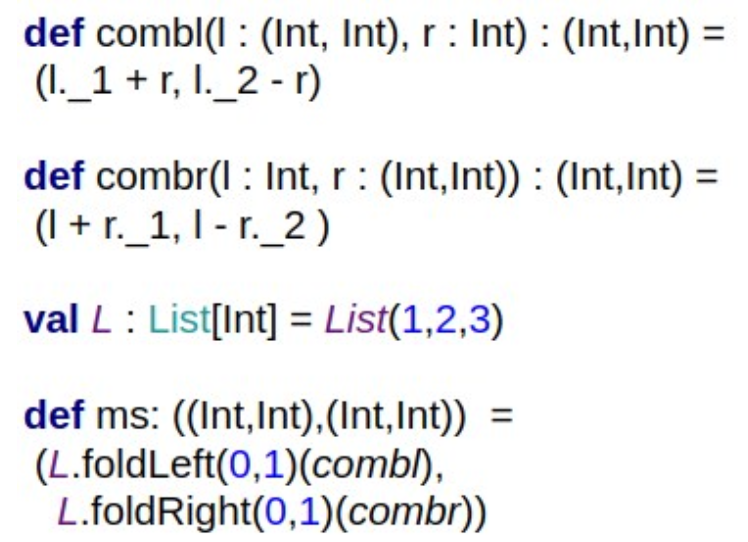 def combl(l : (Int, Int), r : Int) : (Int,Int) =
(l._1 + r, l._2 - r)
def combr(l : Int, r : (Int,Int)) : (Int,Int) =
(l + r._1, l - r._2 )
val L : List[Int] = List(1,2,3)
def ms: ((Int,Int),(Int,Int)) =
(L.foldLeft(0,1)(combl),
L.foldRight(0,1)(combr))